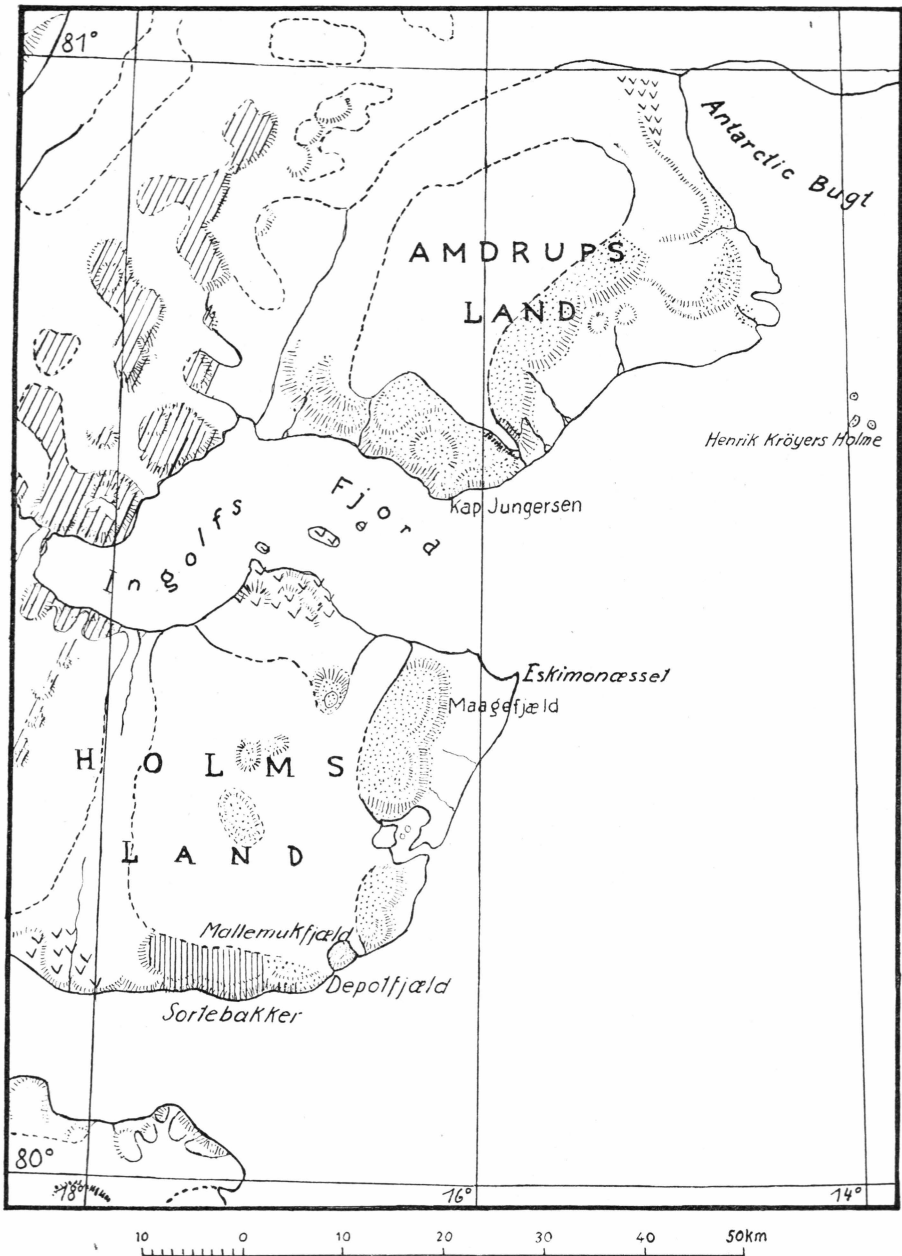 81°
Antarctic Bugt
AMDRUPS
LAND
Henrik Kröyers Holme
Kap Jungersen
Ingolfs Fjord
Eskimonæsset
Maagefjæld
HOLMS
LAND
Mallemukfjæld
Depotfjæld
Sortebakker
80°
18° 16° 14°
10 0 10 20 30 40 50km